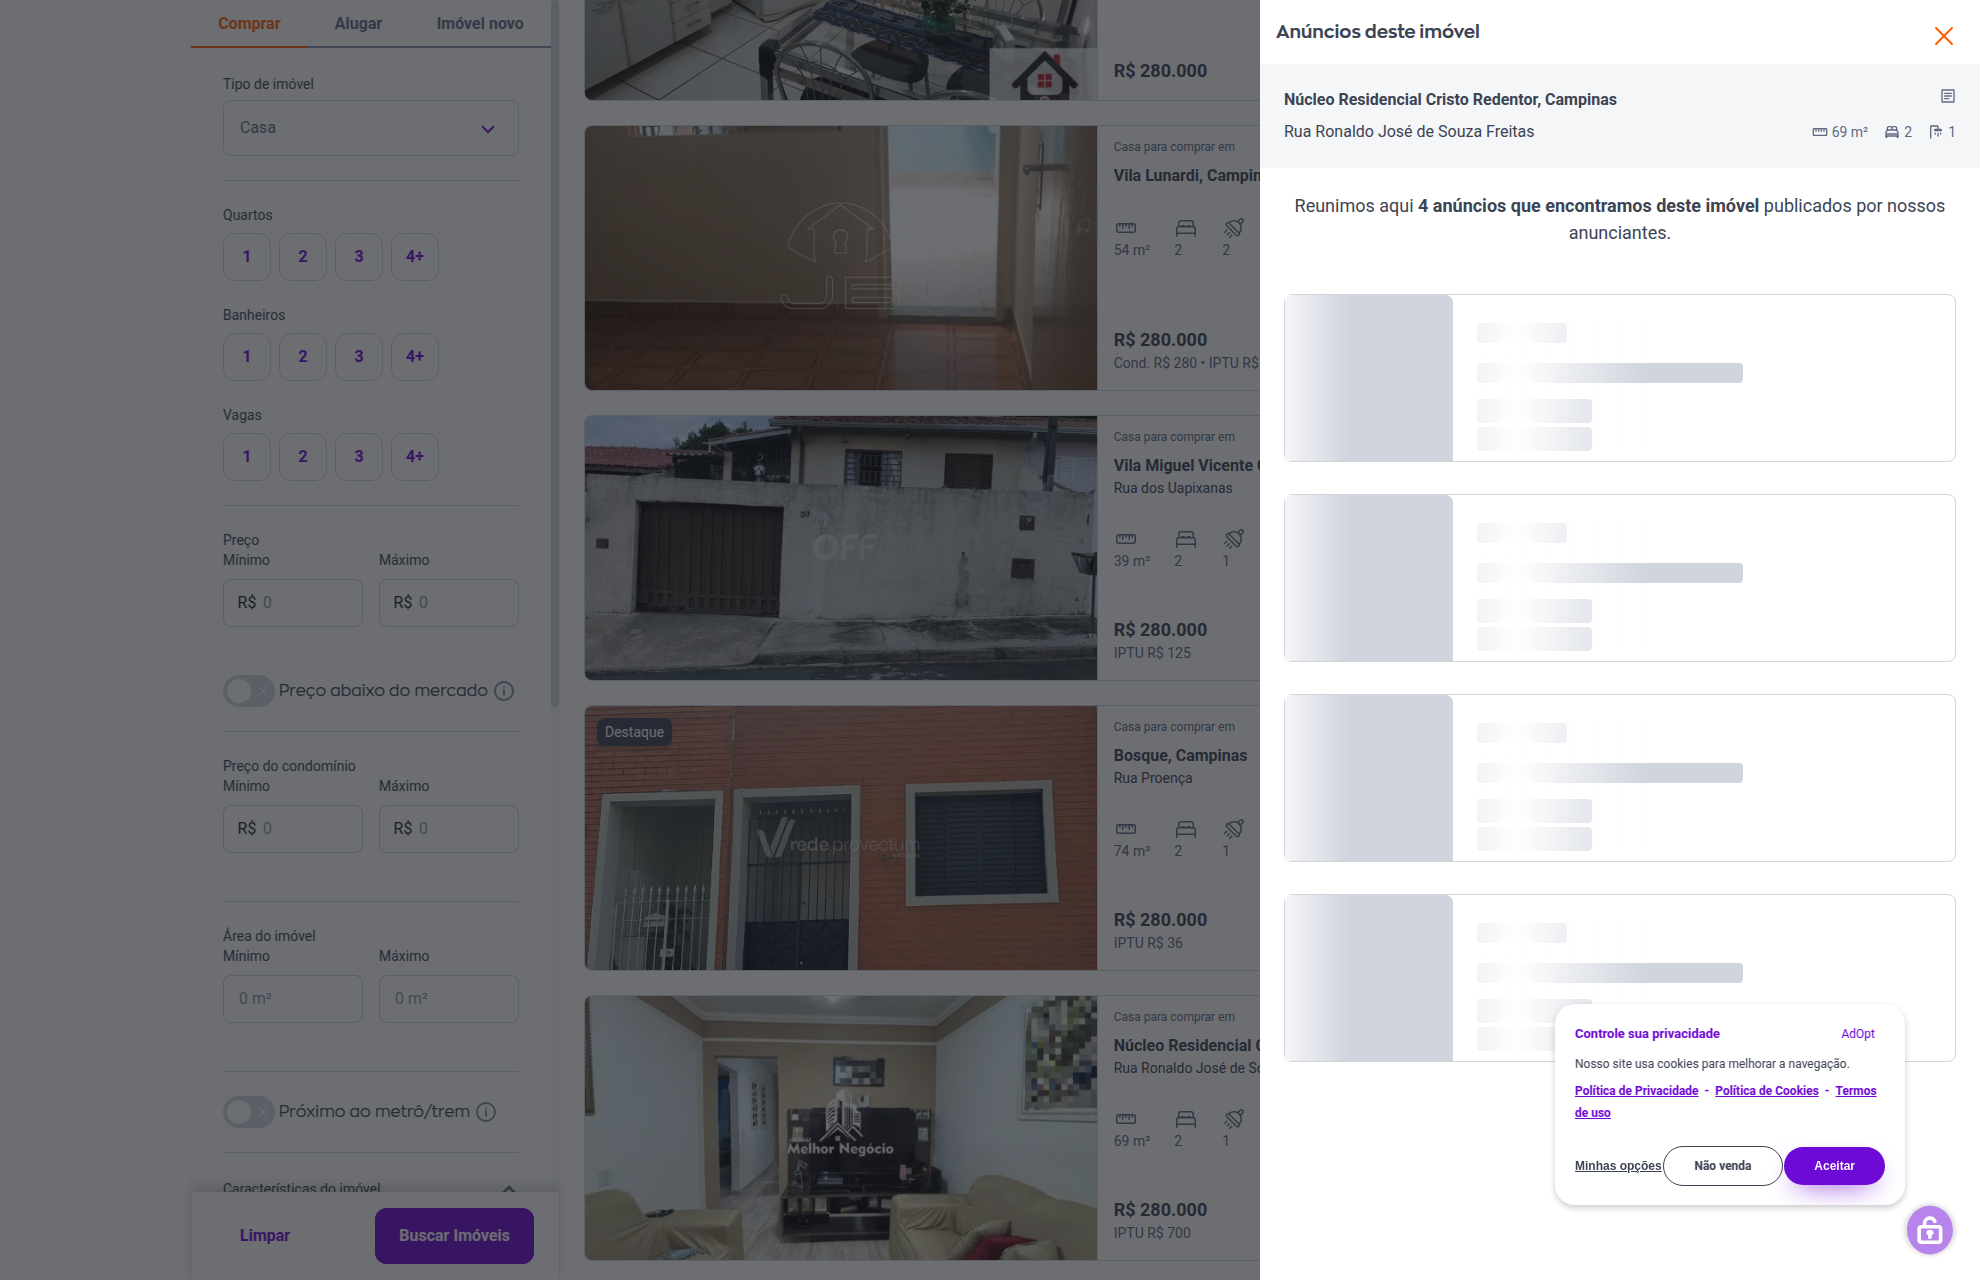 Comprar
Alugar
Imóvel novo
Tipo de imóvel
Casa
Quartos
1
2
3
4+
Banheiros
1
2
3
4+
Vagas
1
2
3
4+
Preço
Mínimo
Máximo
R$ 0
R$ 0
Preço abaixo do mercado
Preço do condomínio
Mínimo
Máximo
R$ 0
R$ 0
Área do imóvel
Mínimo
Máximo
0 m²
0 m²
Próximo ao metrô/trem
Características do imóvel
Limpar
Buscar Imóveis
R$ 280.000
JB
Casa para comprar em
Vila Lunardi, Campin
54 m²
2
2
R$ 280.000
Cond. R$ 280 • IPTU R$
30
OFF
Casa para comprar em
Vila Miguel Vicente
Rua dos Uapixanas
39 m²
2
1
R$ 280.000
IPTU R$ 125
Destaque
rede provectum
Casa para comprar em
Bosque, Campinas
Rua Proença
74 m²
2
1
R$ 280.000
IPTU R$ 36
Melhor Negócio
Casa para comprar em
Núcleo Residencial C
Rua Ronaldo José de So
69 m²
2
1
R$ 280.000
IPTU R$ 700
Anúncios deste imóvel
Núcleo Residencial Cristo Redentor, Campinas
Rua Ronaldo José de Souza Freitas
69 m²
2
1
Reunimos aqui 4 anúncios que encontramos deste imóvel publicados por nossos
anunciantes.
Controle sua privacidade
AdOpt
Nosso site usa cookies para melhorar a navegação.
Política de Privacidade - Política de Cookies - Termos
de uso
Minhas opções
Não venda
Aceitar